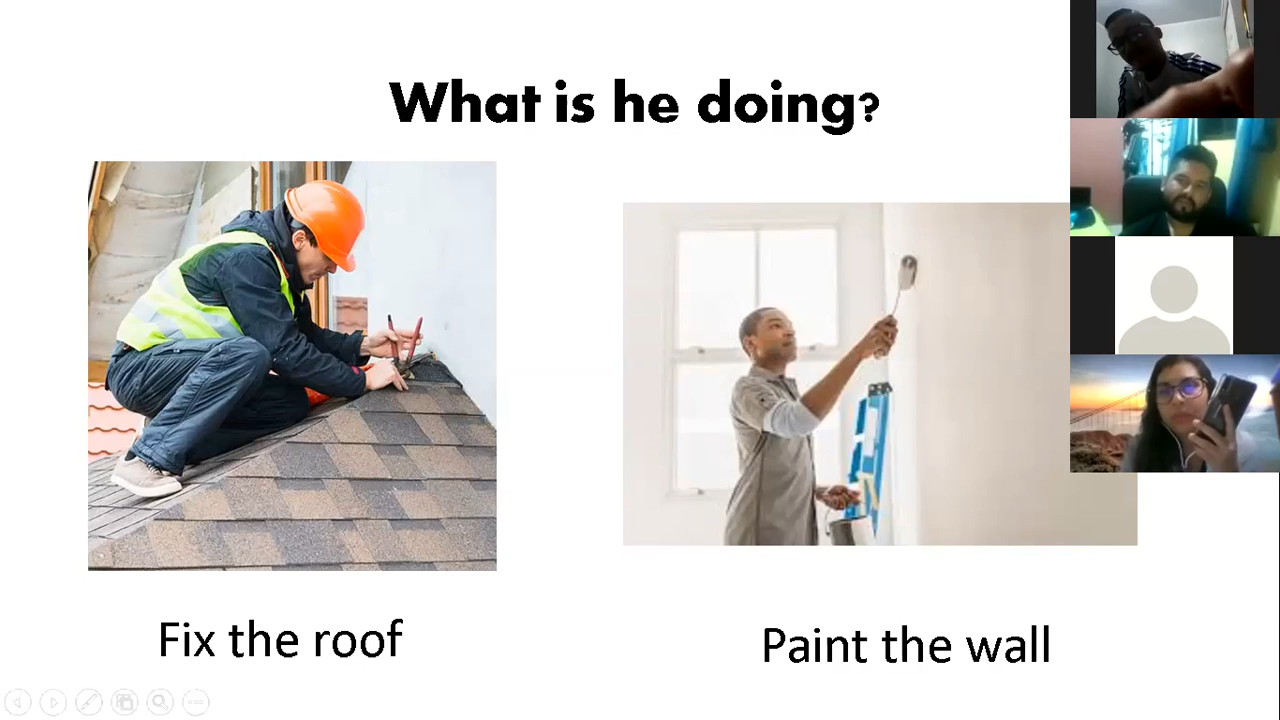 What is he doing?
Fix the roof
Paint the wall